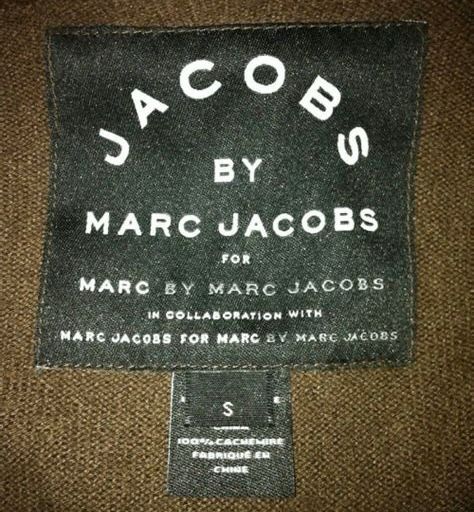 JACOBS
BY
MARC JACOBS
FOR
MARC BY MARC JACOBS
IN COLLABORATION WITH
MARC JACOBS FOR MARC BY MARC JACOBS
S
E
100% CACHEMIRE
FABRIQUÉ EN
CHINE